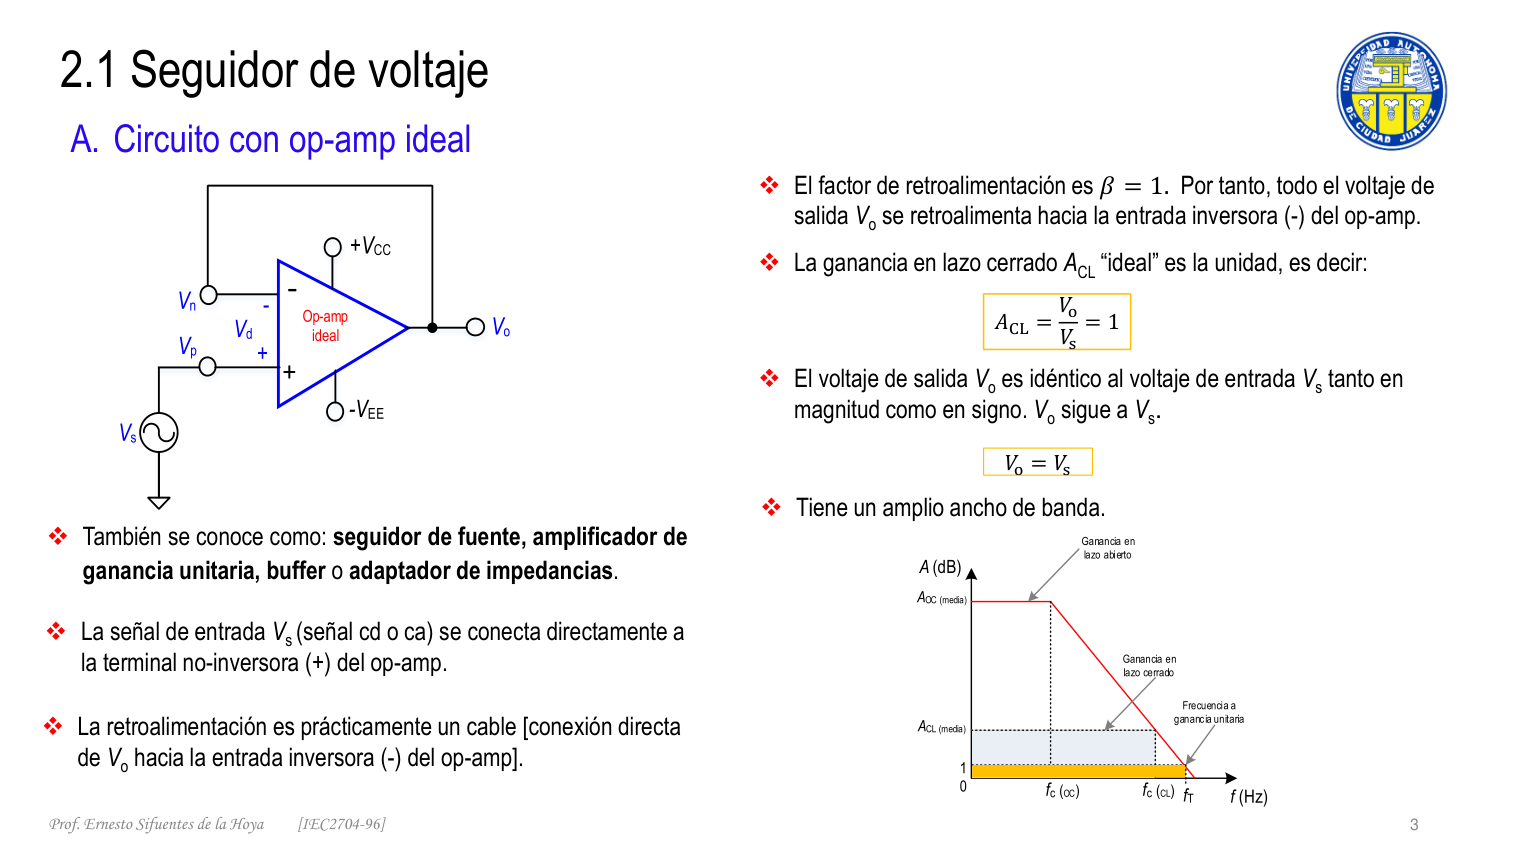 2.1 Seguidor de voltaje
A. Circuito con op-amp ideal
UNIVERSIDAD AUTONOMA
DE CIUDAD JUAREZ
+VCC
Vn
-
-
Vd
Op-amp
ideal
Vo
Vp
+
+
-VEE
Vs
❖ También se conoce como: seguidor de fuente, amplificador de
ganancia unitaria, buffer o adaptador de impedancias.
❖ La señal de entrada Vs (señal cd o ca) se conecta directamente a
la terminal no-inversora (+) del op-amp.
❖ La retroalimentación es prácticamente un cable [conexión directa
de Vo hacia la entrada inversora (-) del op-amp].
❖ El factor de retroalimentación es β = 1. Por tanto, todo el voltaje de
salida Vo se retroalimenta hacia la entrada inversora (-) del op-amp.
❖ La ganancia en lazo cerrado ACL “ideal” es la unidad, es decir:
ACL = Vo/Vs = 1
❖ El voltaje de salida Vo es idéntico al voltaje de entrada Vs tanto en
magnitud como en signo. Vo sigue a Vs.
Vo = Vs
❖ Tiene un amplio ancho de banda.
Ganancia en
lazo abierto
A (dB)
AOC (media)
Ganancia en
lazo cerrado
Frecuencia a
ganancia unitaria
ACL (media)
1
0
fc (OC)
fc (CL)
fT
f (Hz)
Prof. Ernesto Sifuentes de la Hoya [IEC2704-96]
3